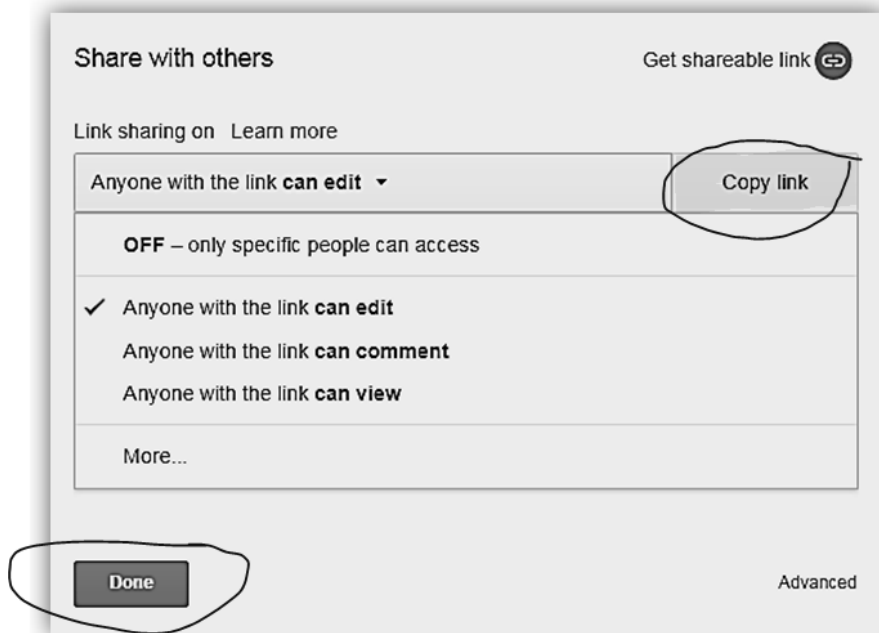 Share with others
Get shareable link
Link sharing on Learn more
Anyone with the link can edit
Copy link
OFF – only specific people can access
Anyone with the link can edit
Anyone with the link can comment
Anyone with the link can view
More...
Done
Advanced